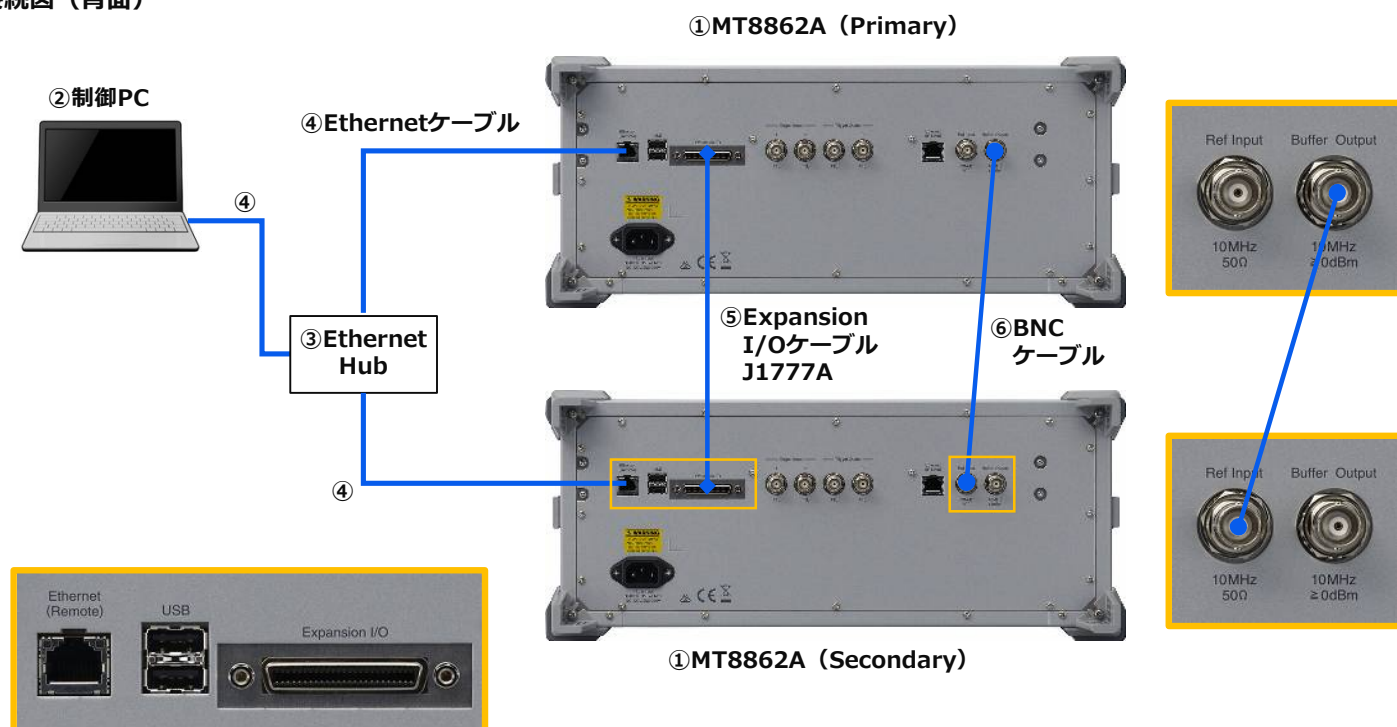 接続図（背面）
①MT8862A（Primary）
②制御PC
④Ethernetケーブル
④
③Ethernet
Hub
④
⑤Expansion
I/Oケーブル
J1777A
⑥BNC
ケーブル
WARNING
WARNING
①MT8862A（Secondary）
Ref Input
Buffer Output
10MHz
50Ω
10MHz
≧0dBm
Ref Input
Buffer Output
10MHz
50Ω
10MHz
≧0dBm
Ethernet
(Remote)
USB
Expansion I/O